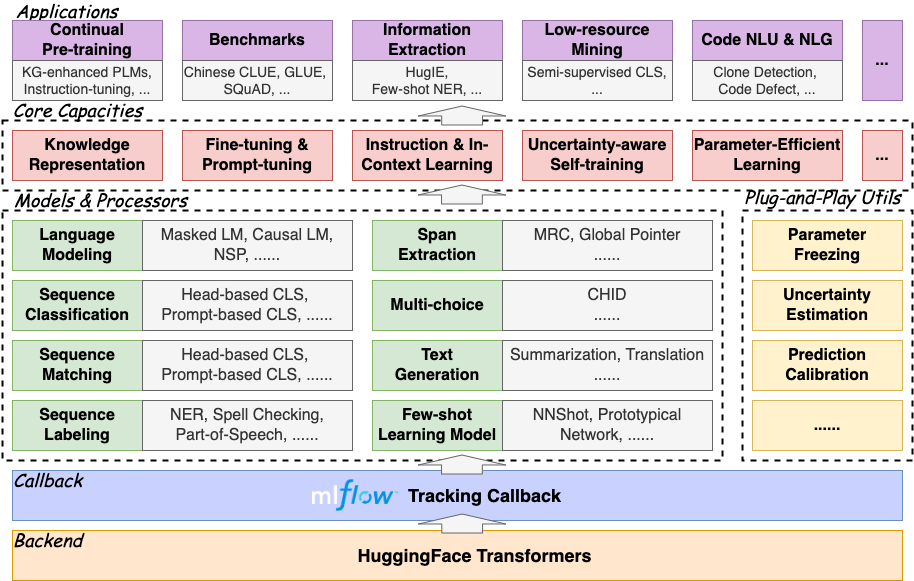 Applications
Continual
Pre-training
KG-enhanced PLMs,
Instruction-tuning, ...
Benchmarks
Chinese CLUE, GLUE,
SQuAD, ...
Information
Extraction
HugIE,
Few-shot NER, ...
Low-resource
Mining
Semi-supervised CLS,
...
Code NLU & NLG
Clone Detection,
Code Defect, ...
...
Core Capacities
Knowledge
Representation
Fine-tuning &
Prompt-tuning
Instruction & In-
Context Learning
Uncertainty-aware
Self-training
Parameter-Efficient
Learning
...
Models & Processors
Language
Modeling
Masked LM, Causal LM,
NSP, ......
Span
Extraction
MRC, Global Pointer
......
Sequence
Classification
Head-based CLS,
Prompt-based CLS, ......
Multi-choice
CHID
......
Sequence
Matching
Head-based CLS,
Prompt-based CLS, ......
Text
Generation
Summarization, Translation
......
Sequence
Labeling
NER, Spell Checking,
Part-of-Speech, ......
Few-shot
Learning Model
NNShot, Prototypical
Network, ......
Plug-and-Play Utils
Parameter
Freezing
Uncertainty
Estimation
Prediction
Calibration
......
Callback
mlflow Tracking Callback
Backend
HuggingFace Transformers